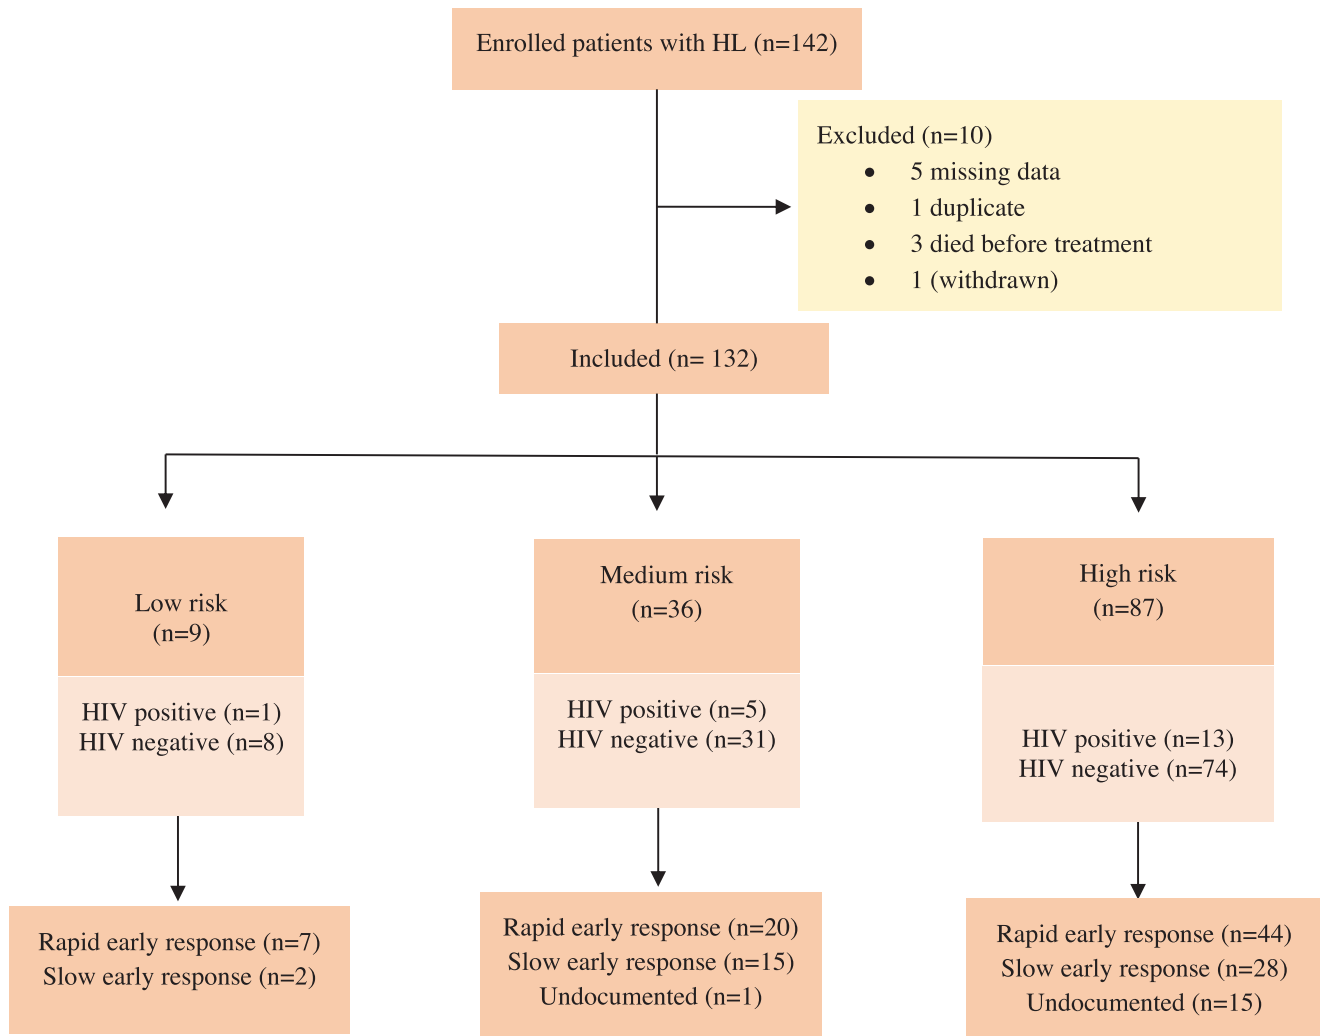 Enrolled patients with HL (n=142)
Excluded (n=10)
• 5 missing data
• 1 duplicate
• 3 died before treatment
• 1 (withdrawn)
Included (n= 132)
Low risk
(n=9)
HIV positive (n=1)
HIV negative (n=8)
Medium risk
(n=36)
HIV positive (n=5)
HIV negative (n=31)
High risk
(n=87)
HIV positive (n=13)
HIV negative (n=74)
Rapid early response (n=7)
Slow early response (n=2)
Rapid early response (n=20)
Slow early response (n=15)
Undocumented (n=1)
Rapid early response (n=44)
Slow early response (n=28)
Undocumented (n=15)